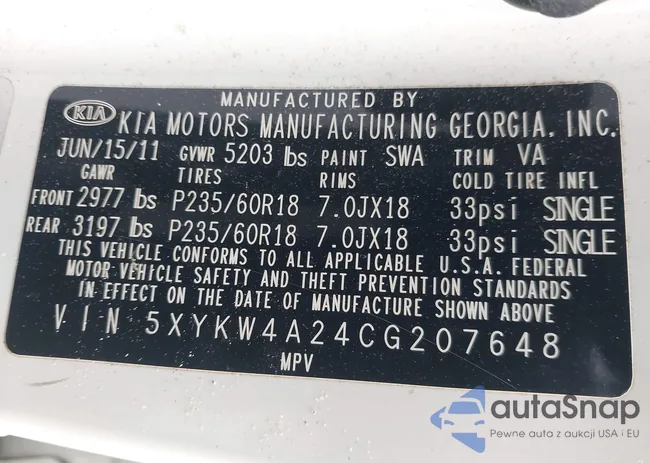 MANUFACTURED BY
KIA KIA MOTORS MANUFACTURING GEORGIA, INC.
JUN/15/11 GVWR 5203 lbs PAINT SWA TRIM VA
GAWR TIRES RIMS COLD TIRE INFL
FRONT 2977 lbs P235/60R18 7.0JX18 33psi SINGLE
REAR 3197 lbs P235/60R18 7.0JX18 33psi SINGLE
THIS VEHICLE CONFORMS TO ALL APPLICABLE U.S.A. FEDERAL
MOTOR VEHICLE SAFETY AND THEFT PREVENTION STANDARDS
IN EFFECT ON THE DATE OF MANUFACTURE SHOWN ABOVE
VIN 5XYKW4A24CG207648
MPV
autaSnap
Pewne auta z aukcji USA i EU